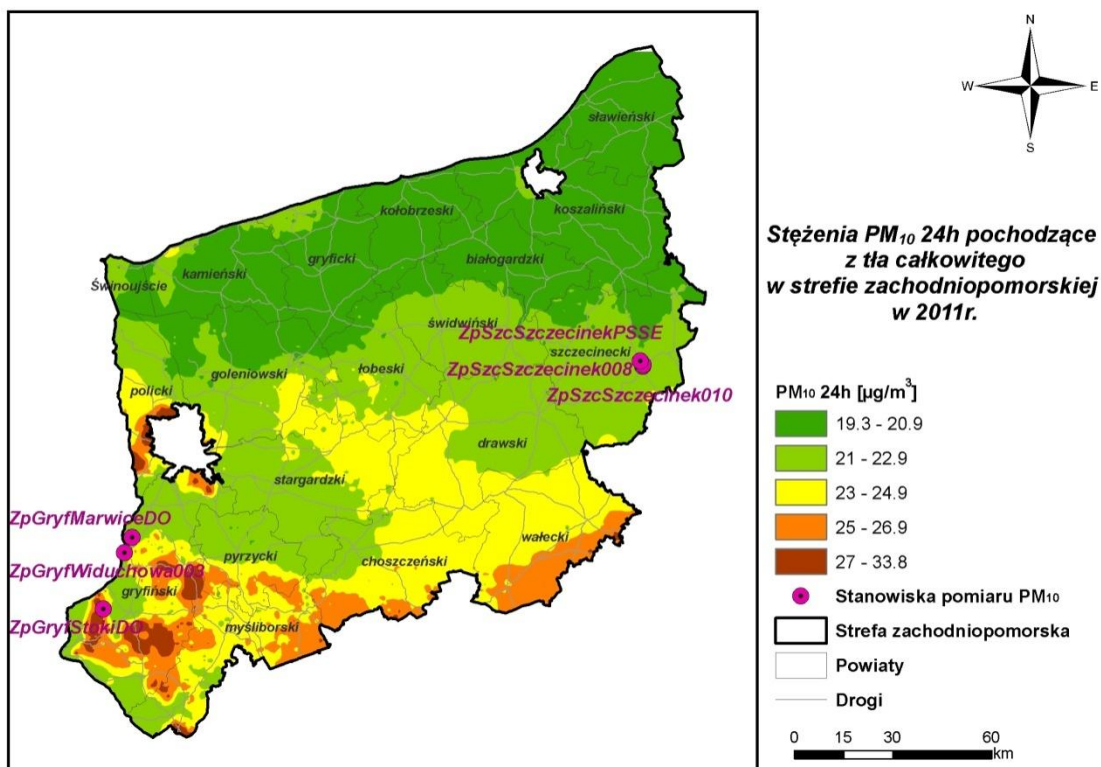 N
W
E
S
Stężenia PM10 24h pochodzące
z tła całkowitego
w strefie zachodniopomorskiej
w 2011r.
PM10 24h [µg/m³]
19.3 - 20.9
21 - 22.9
23 - 24.9
25 - 26.9
27 - 33.8
Stanowiska pomiaru PM10
Strefa zachodniopomorska
Powiaty
Drogi
0 15 30 60
km
sławieński
kołobrzeski
koszaliński
gryficki
białogardzki
kamieński
Świnoujście
świdwiński
ZpSzcSzczecinekPSSE
szczecinecki
ZpSzcSzczecinek008
ZpSzcSzczecinek010
łobeski
goleniowski
policki
drawski
stargardzki
ZpGryfMarwiceDO
wałecki
choszczeński
pyrzycki
ZpGryfWiduchowa003
gryfiński
ZpGryfStokiDO
myśliborski